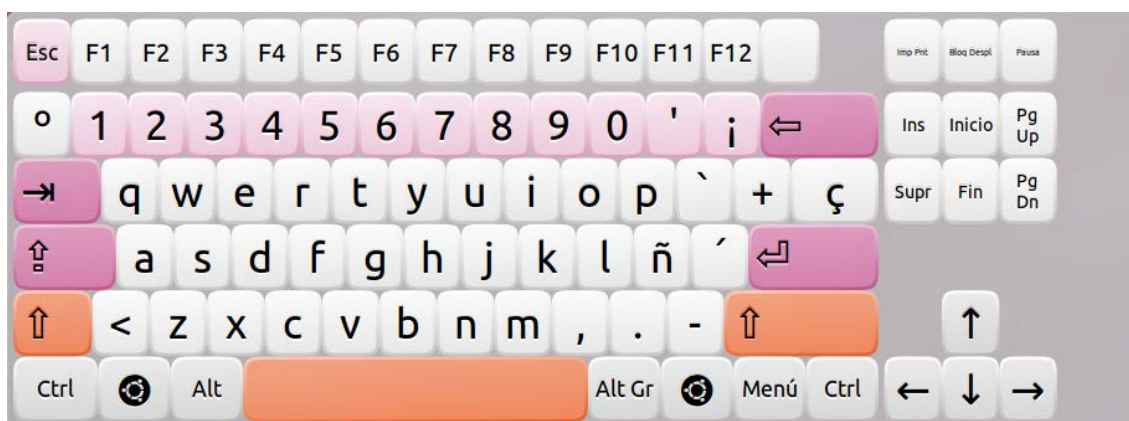 Esc F1 F2 F3 F4 F5 F6 F7 F8 F9 F10 F11 F12 Imp Pnt Bloq Despl Pausa
º 1 2 3 4 5 6 7 8 9 0 ' ¡ ⇦ Ins Inicio Pg Up
⇥ q w e r t y u i o p ` + ç Supr Fin Pg Dn
⇪ a s d f g h j k l ñ ´ ⏎
⇧ < z x c v b n m , . - ⇧ ↑
Ctrl Alt Alt Gr Menú Ctrl ← ↓ →